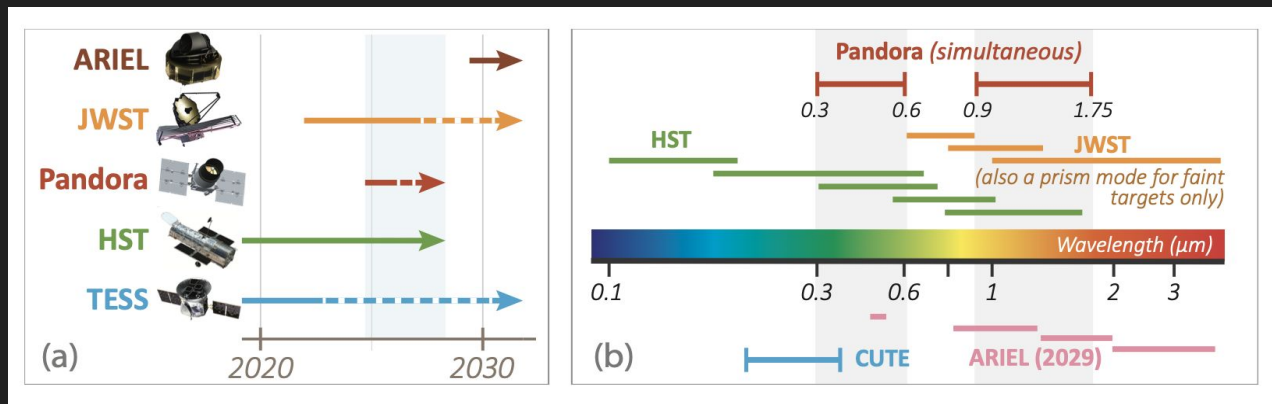 ARIEL
JWST
Pandora
HST
TESS
(a)
2020
2030
Pandora (simultaneous)
0.3
0.6
0.9
1.75
HST
JWST
(also a prism mode for faint
targets only)
Wavelength (µm)
0.1
0.3
0.6
1
2
3
(b)
CUTE
ARIEL (2029)